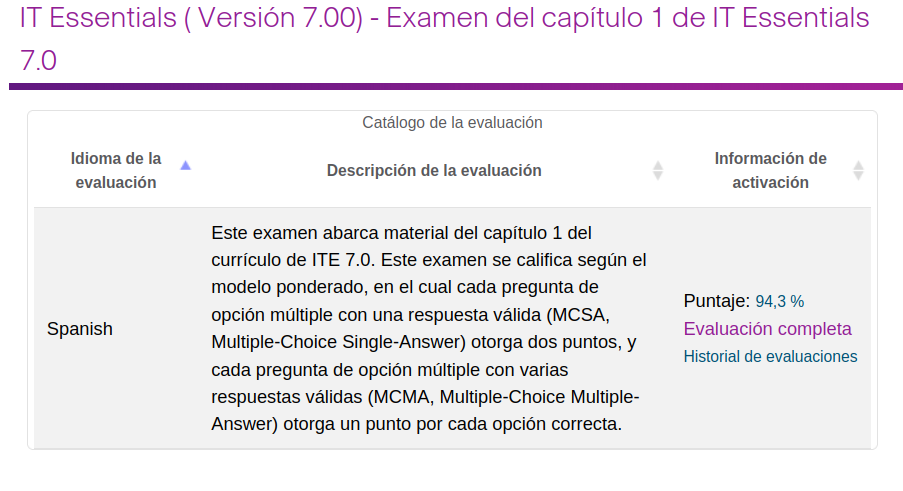 IT Essentials ( Versión 7.00) - Examen del capítulo 1 de IT Essentials
7.0
Catálogo de la evaluación
Idioma de la
evaluación
Descripción de la evaluación
Información de
activación
Spanish
Este examen abarca material del capítulo 1 del
currículo de ITE 7.0. Este examen se califica según el
modelo ponderado, en el cual cada pregunta de
opción múltiple con una respuesta válida (MCSA,
Multiple-Choice Single-Answer) otorga dos puntos, y
cada pregunta de opción múltiple con varias
respuestas válidas (MCMA, Multiple-Choice Multiple-
Answer) otorga un punto por cada opción correcta.
Puntaje: 94,3 %
Evaluación completa
Historial de evaluaciones